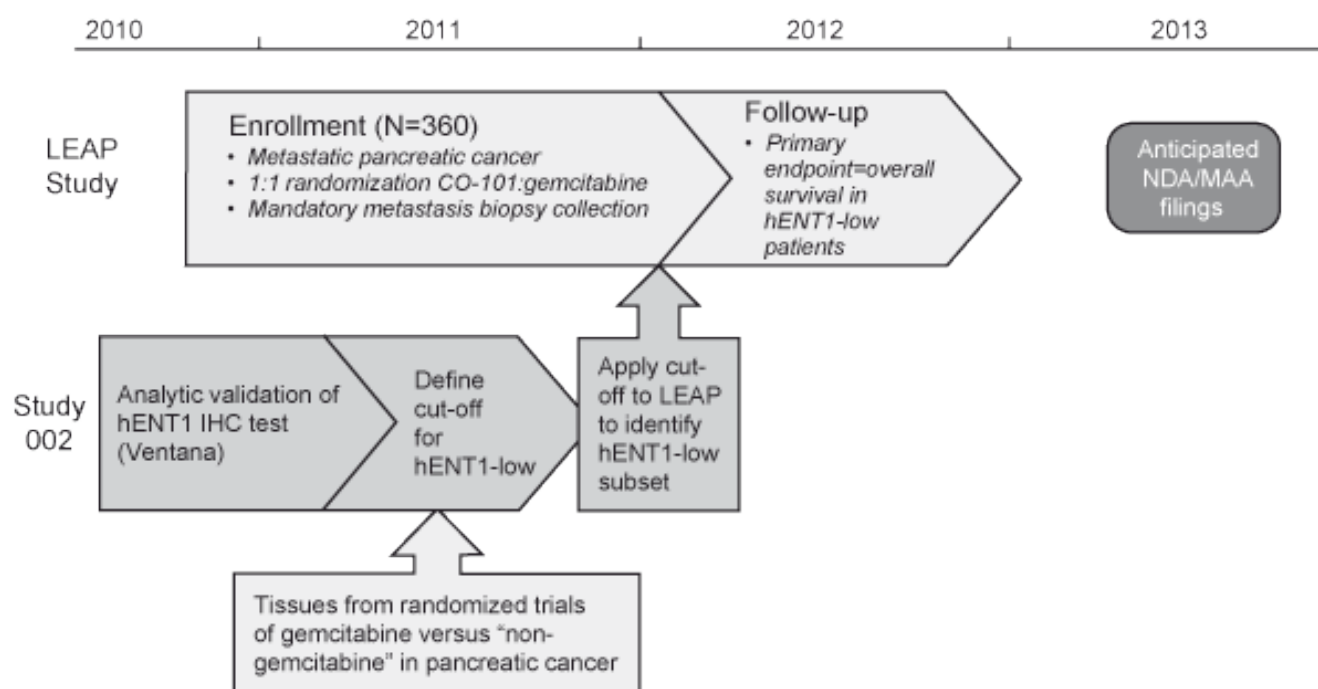 2010 2011 2012 2013
LEAP
Study
Enrollment (N=360)
• Metastatic pancreatic cancer
• 1:1 randomization CO-101:gemcitabine
• Mandatory metastasis biopsy collection
Follow-up
• Primary
endpoint=overall
survival in
hENT1-low
patients
Anticipated
NDA/MAA
filings
Study
002
Analytic validation of
hENT1 IHC test
(Ventana)
Define
cut-off
for
hENT1-low
Apply cut-
off to LEAP
to identify
hENT1-low
subset
Tissues from randomized trials
of gemcitabine versus “non-
gemcitabine” in pancreatic cancer